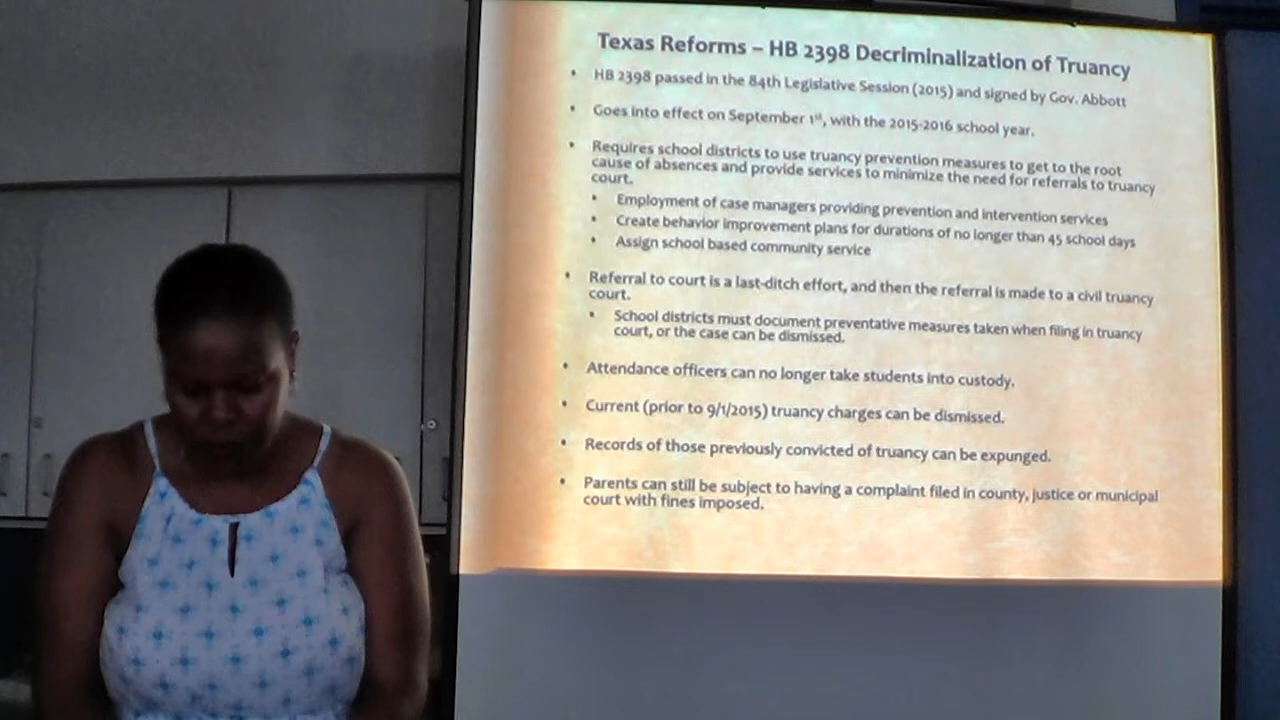 Texas Reforms – HB 2398 Decriminalization of Truancy
• HB 2398 passed in the 84th Legislative Session (2015) and signed by Gov. Abbott
• Goes into effect on September 1st, with the 2015-2016 school year.
• Requires school districts to use truancy prevention measures to get to the root
cause of absences and provide services to minimize the need for referrals to truancy
court.
• Employment of case managers providing prevention and intervention services
• Create behavior improvement plans for durations of no longer than 45 school days
• Assign school based community service
• Referral to court is a last-ditch effort, and then the referral is made to a civil truancy
court.
• School districts must document preventative measures taken when filing in truancy
court, or the case can be dismissed.
• Attendance officers can no longer take students into custody.
• Current (prior to 9/1/2015) truancy charges can be dismissed.
• Records of those previously convicted of truancy can be expunged.
• Parents can still be subject to having a complaint filed in county, justice or municipal
court with fines imposed.